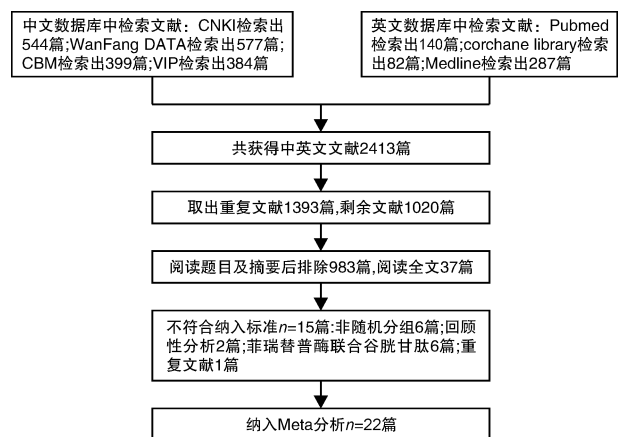 中文数据库中检索文献：CNKI检索出
544篇;WanFang DATA检索出577篇;
CBM检索出399篇;VIP检索出384篇
英文数据库中检索文献：Pubmed
检索出140篇;corchane library检索
出82篇;Medline检索出287篇
共获得中英文文献2413篇
取出重复文献1393篇,剩余文献1020篇
阅读题目及摘要后排除983篇,阅读全文37篇
不符合纳入标准n=15篇:非随机分组6篇;回顾
性分析2篇;菲瑞替普酶联合谷胱甘肽6篇;重
复文献1篇
纳入Meta分析n=22篇